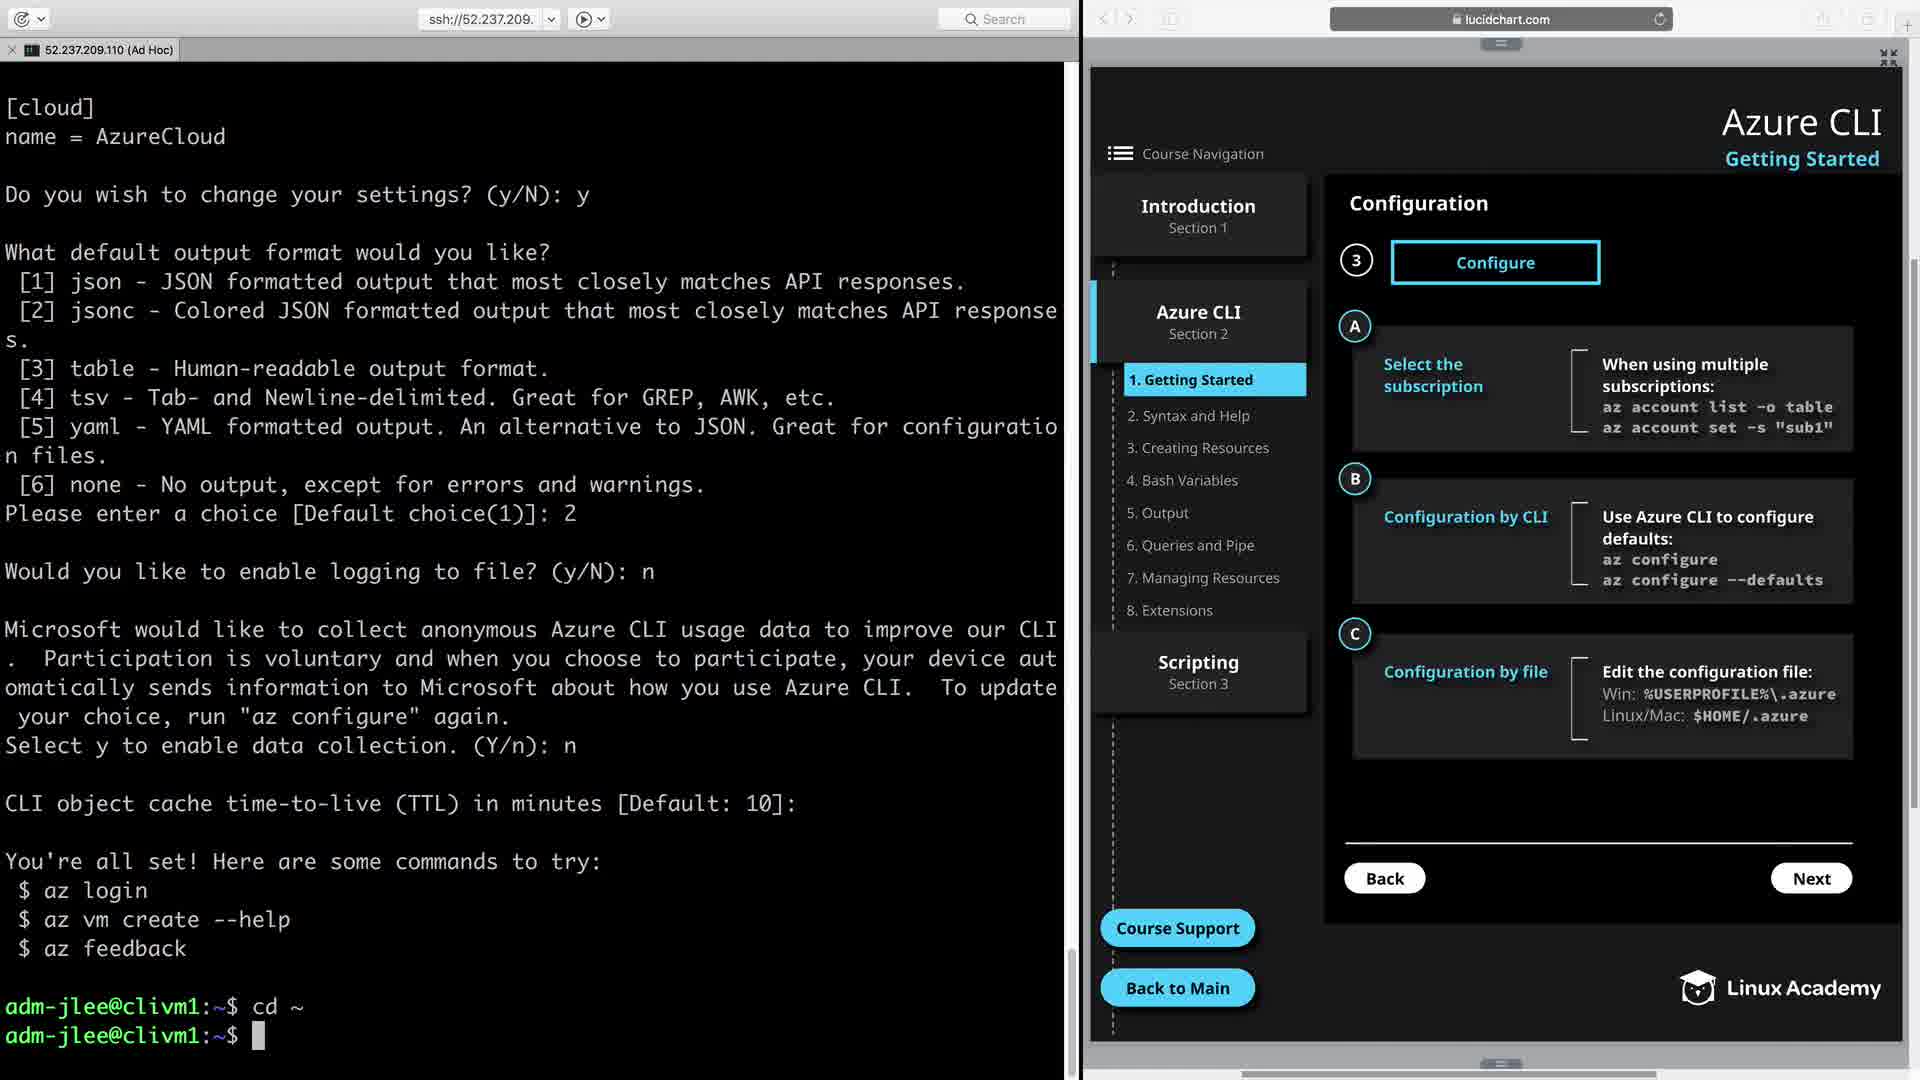 ssh://52.237.209.
Search
52.237.209.110 (Ad Hoc)
[cloud]
name = AzureCloud
Do you wish to change your settings? (y/N): y
What default output format would you like?
[1] json - JSON formatted output that most closely matches API responses.
[2] jsonc - Colored JSON formatted output that most closely matches API response
s.
[3] table - Human-readable output format.
[4] tsv - Tab- and Newline-delimited. Great for GREP, AWK, etc.
[5] yaml - YAML formatted output. An alternative to JSON. Great for configuratio
n files.
[6] none - No output, except for errors and warnings.
Please enter a choice [Default choice(1)]: 2
Would you like to enable logging to file? (y/N): n
Microsoft would like to collect anonymous Azure CLI usage data to improve our CLI
.  Participation is voluntary and when you choose to participate, your device aut
omatically sends information to Microsoft about how you use Azure CLI.  To update
your choice, run "az configure" again.
Select y to enable data collection. (Y/n): n
CLI object cache time-to-live (TTL) in minutes [Default: 10]:
You're all set! Here are some commands to try:
$ az login
$ az vm create --help
$ az feedback
adm-jlee@clivm1:~$ cd ~
adm-jlee@clivm1:~$
lucidchart.com
Azure CLI
Getting Started
Course Navigation
Introduction
Section 1
Azure CLI
Section 2
1. Getting Started
2. Syntax and Help
3. Creating Resources
4. Bash Variables
5. Output
6. Queries and Pipe
7. Managing Resources
8. Extensions
Scripting
Section 3
Course Support
Back to Main
Configuration
3
Configure
A
Select the
subscription
When using multiple
subscriptions:
az account list -o table
az account set -s "sub1"
B
Configuration by CLI
Use Azure CLI to configure
defaults:
az configure
az configure --defaults
C
Configuration by file
Edit the configuration file:
Win: %USERPROFILE%\.azure
Linux/Mac: $HOME/.azure
Back
Next
Linux Academy